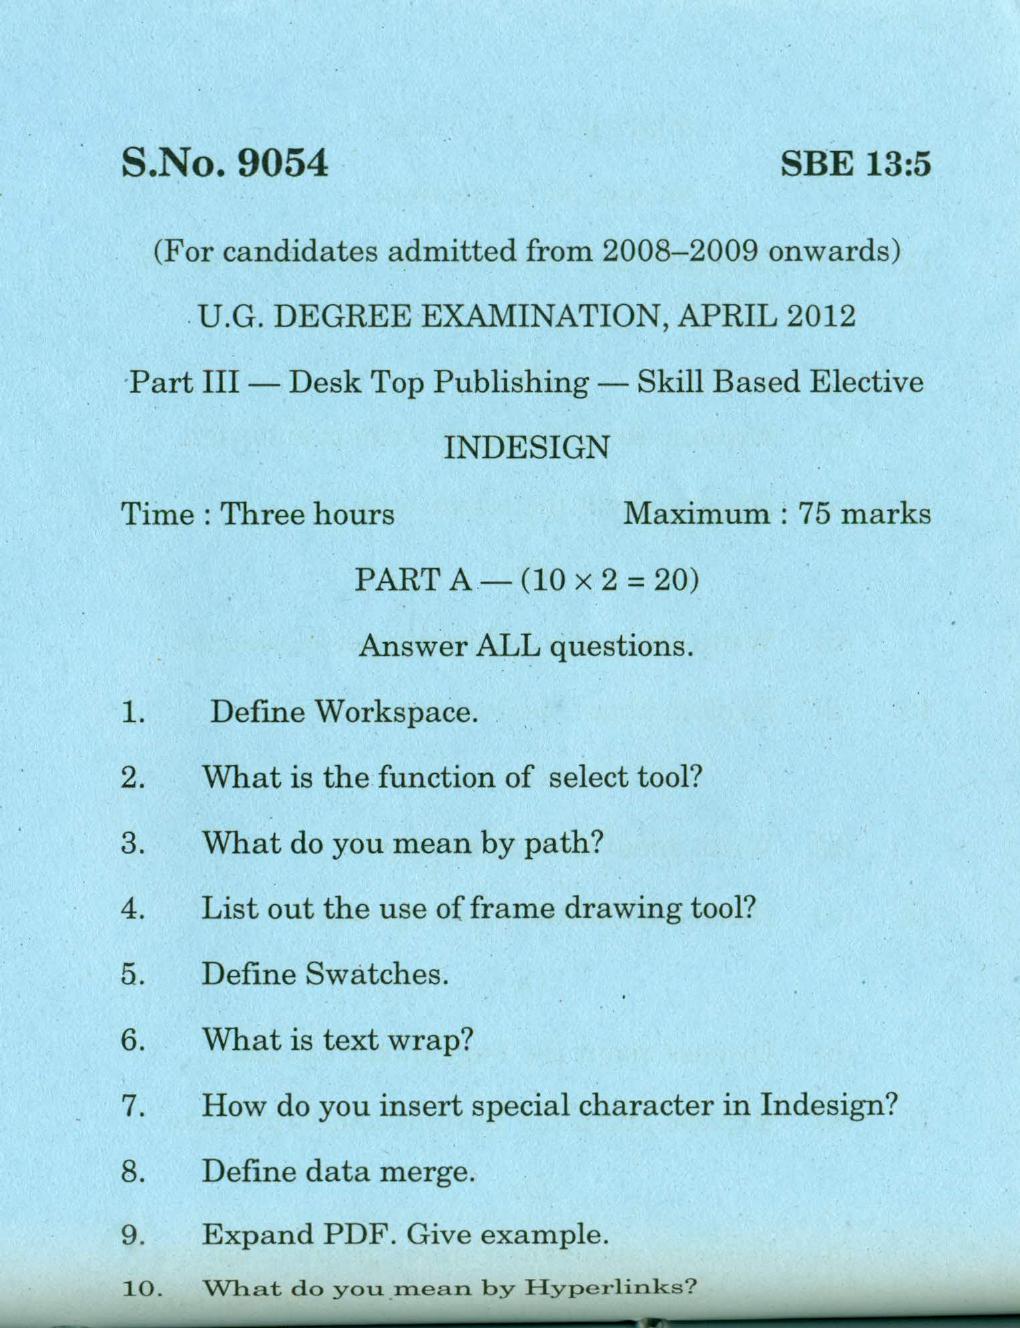 S.No. 9054 SBE 13:5
(For candidates admitted from 2008–2009 onwards)
U.G. DEGREE EXAMINATION, APRIL 2012
Part III — Desk Top Publishing — Skill Based Elective
INDESIGN
Time : Three hours Maximum : 75 marks
PART A — (10 × 2 = 20)
Answer ALL questions.
1. Define Workspace.
2. What is the function of select tool?
3. What do you mean by path?
4. List out the use of frame drawing tool?
5. Define Swatches.
6. What is text wrap?
7. How do you insert special character in Indesign?
8. Define data merge.
9. Expand PDF. Give example.
10. What do you mean by Hyperlinks?